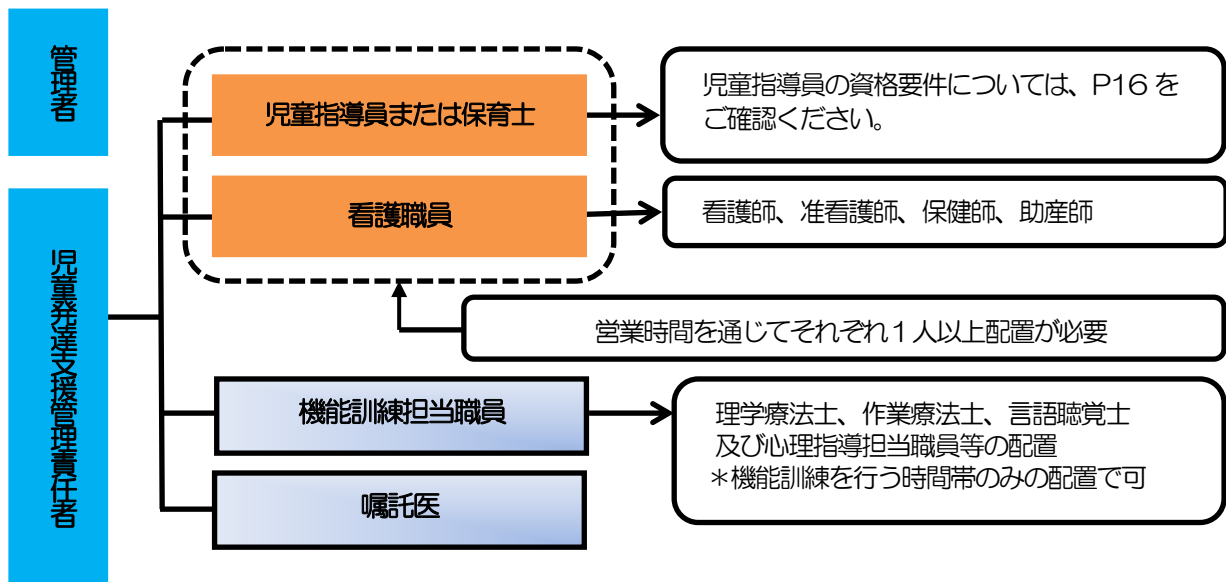 管理者
児童指導員または保育士
児童指導員の資格要件については、P16 を
ご確認ください。
看護職員
看護師、准看護師、保健師、助産師
営業時間を通じてそれぞれ1人以上配置が必要
児童発達支援管理責任者
機能訓練担当職員
理学療法士、作業療法士、言語聴覚士
及び心理指導担当職員等の配置
＊機能訓練を行う時間帯のみの配置で可
嘱託医